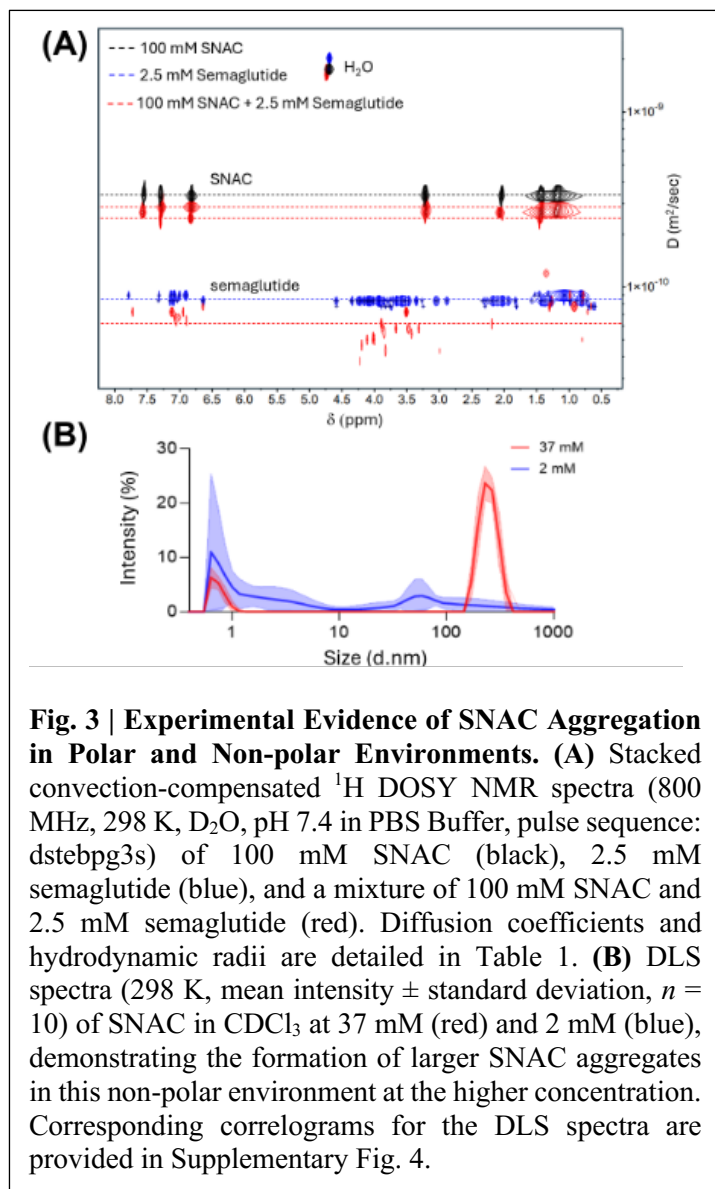 (A)
100 mM SNAC
2.5 mM Semaglutide
100 mM SNAC + 2.5 mM Semaglutide
H₂O
SNAC
semaglutide
1×10⁻⁹
1×10⁻¹⁰
D (m²/sec)
8.0 7.5 7.0 6.5 6.0 5.5 5.0 4.5 4.0 3.5 3.0 2.5 2.0 1.5 1.0 0.5
δ (ppm)
(B)
37 mM
2 mM
30
20
10
0
Intensity (%)
1 10 100 1000
Size (d.nm)
Fig. 3 | Experimental Evidence of SNAC Aggregation
in Polar and Non-polar Environments. (A) Stacked
convection-compensated ¹H DOSY NMR spectra (800
MHz, 298 K, D₂O, pH 7.4 in PBS Buffer, pulse sequence:
dstebpg3s) of 100 mM SNAC (black), 2.5 mM
semaglutide (blue), and a mixture of 100 mM SNAC and
2.5 mM semaglutide (red). Diffusion coefficients and
hydrodynamic radii are detailed in Table 1. (B) DLS
spectra (298 K, mean intensity ± standard deviation, n =
10) of SNAC in CDCl₃ at 37 mM (red) and 2 mM (blue),
demonstrating the formation of larger SNAC aggregates
in this non-polar environment at the higher concentration.
Corresponding correlograms for the DLS spectra are
provided in Supplementary Fig. 4.